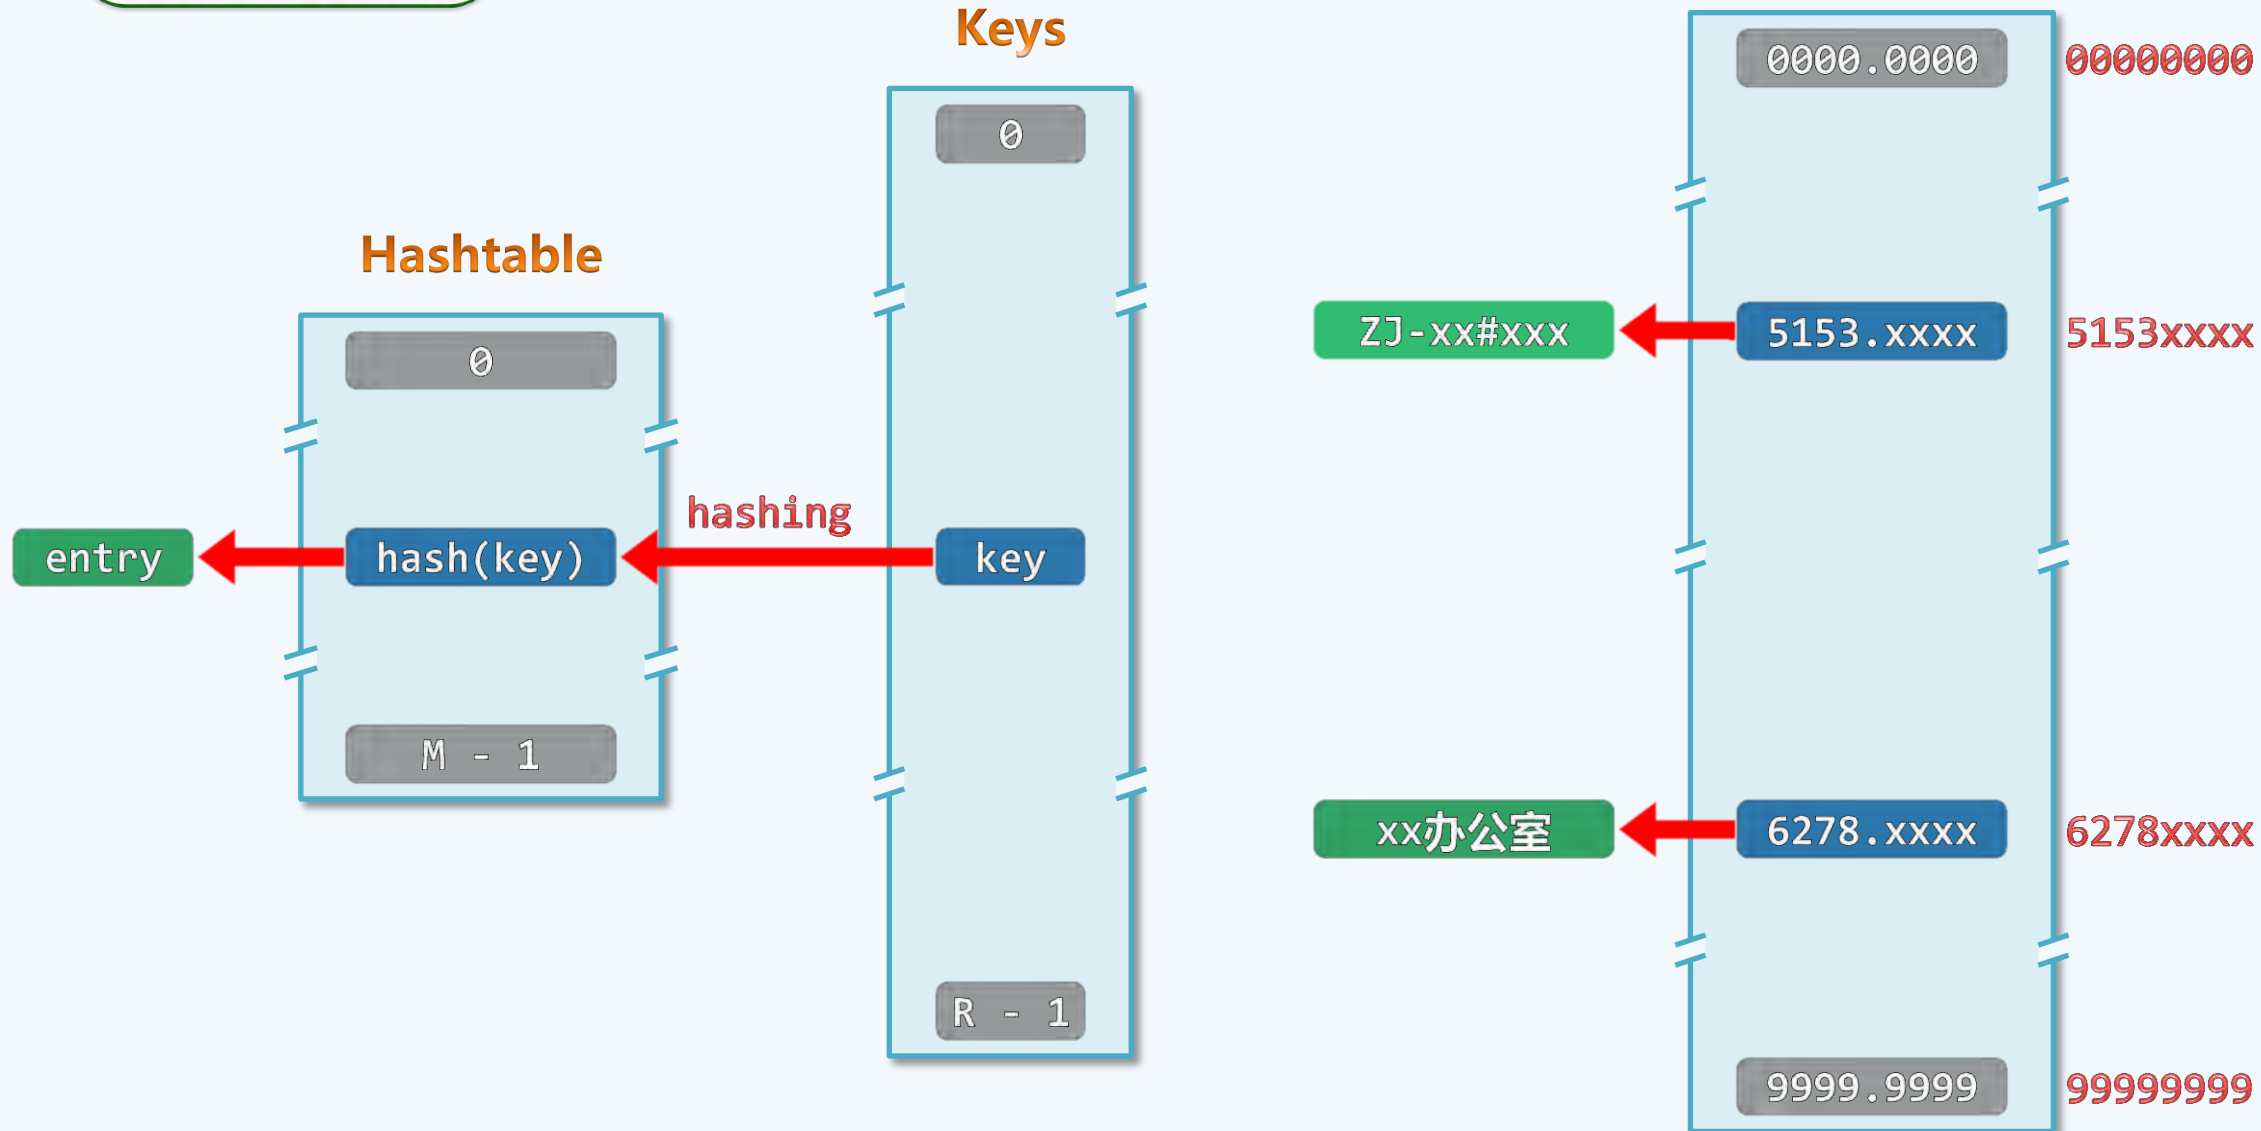 Keys
0
Hashtable
0
hashing
entry
hash(key)
key
M - 1
R - 1
0000.0000
00000000
ZJ-xx#xxx
5153.xxxx
5153xxxx
xx办公室
6278.xxxx
6278xxxx
9999.9999
99999999